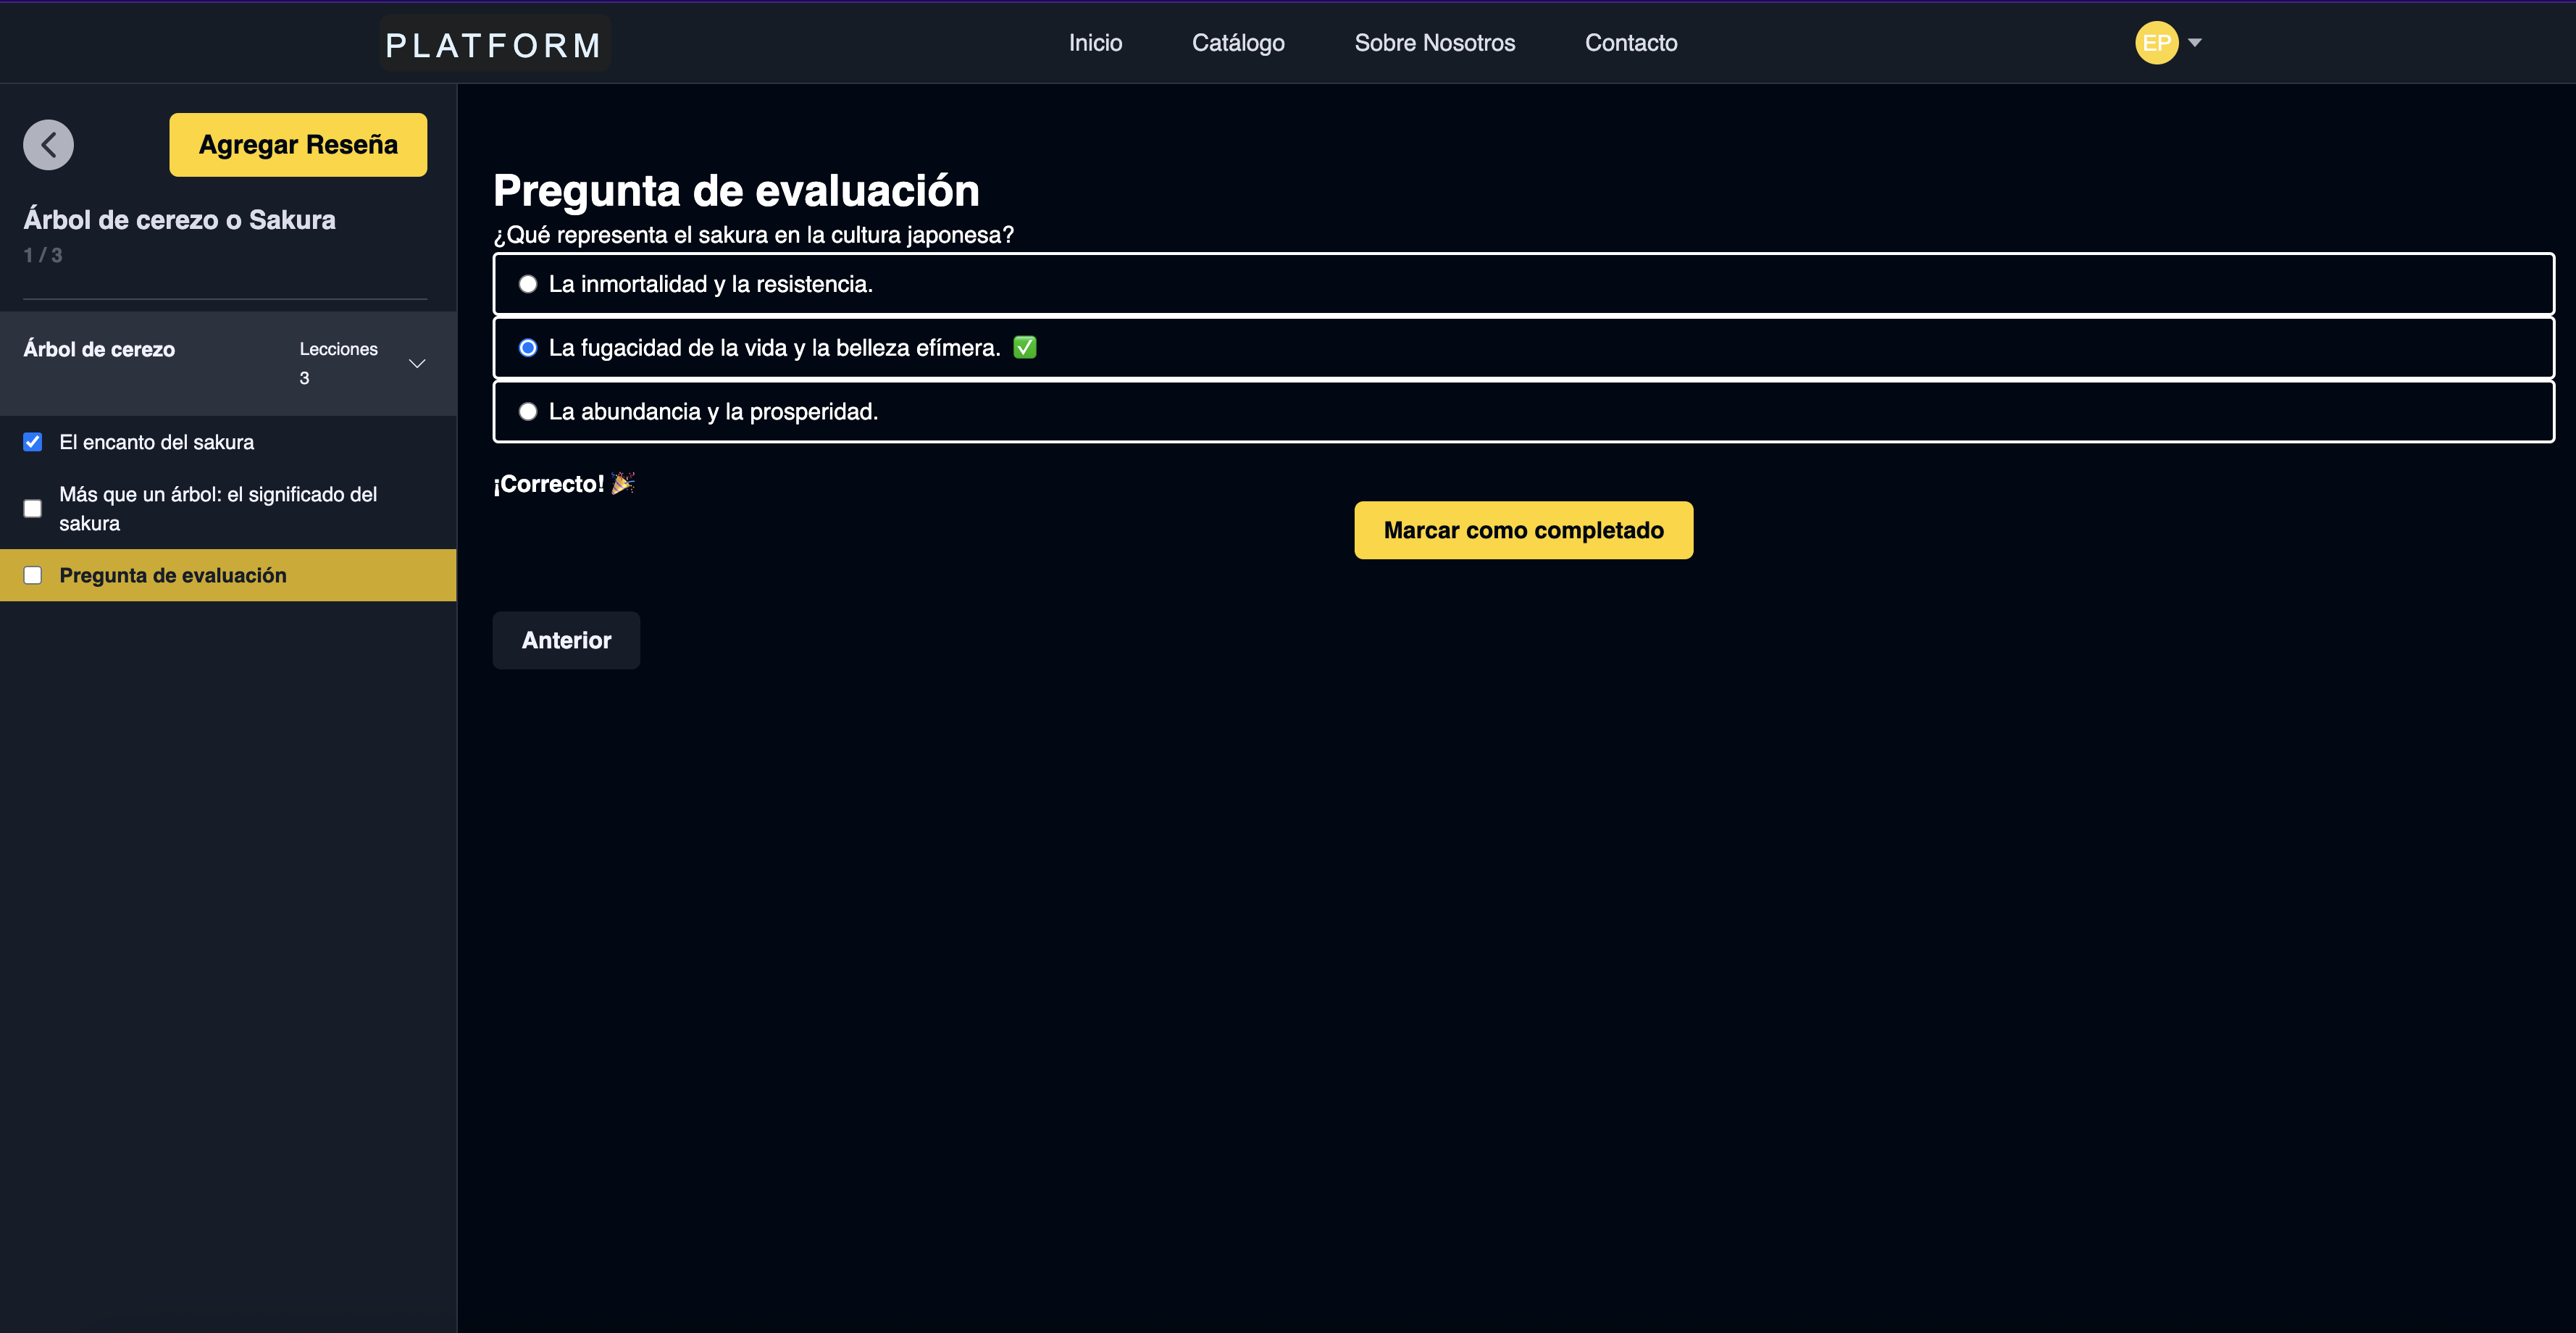 PLATFORM
Inicio
Catálogo
Sobre Nosotros
Contacto
EP
Agregar Reseña
Árbol de cerezo o Sakura
1 / 3
Árbol de cerezo
Lecciones
3
El encanto del sakura
Más que un árbol: el significado del
sakura
Pregunta de evaluación
Pregunta de evaluación
¿Qué representa el sakura en la cultura japonesa?
La inmortalidad y la resistencia.
La fugacidad de la vida y la belleza efímera. ✅
La abundancia y la prosperidad.
¡Correcto! 🎉
Marcar como completado
Anterior